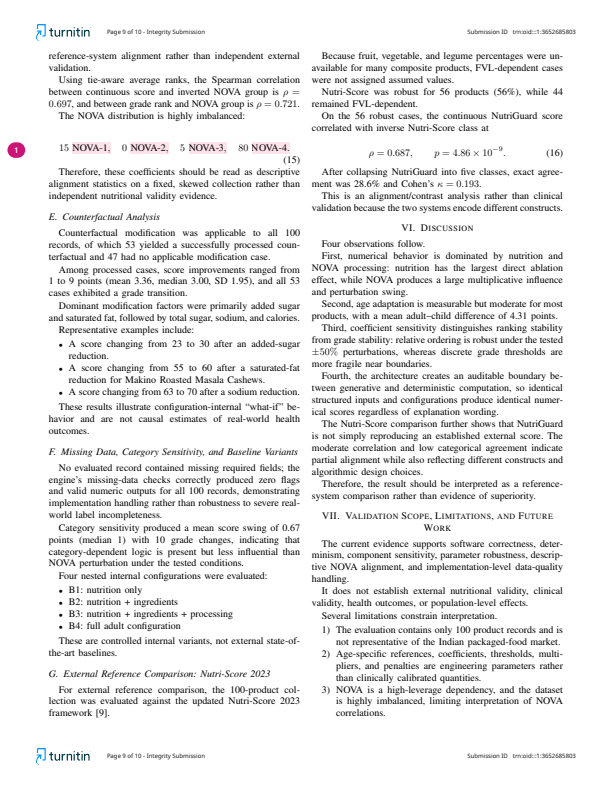 turnitin Page 9 of 10 - Integrity Submission Submission ID trn:oid:::1:3652685803
reference-system alignment rather than independent external
validation.
Using tie-aware average ranks, the Spearman correlation
between continuous score and inverted NOVA group is ρ =
0.697, and between grade rank and NOVA group is ρ = 0.721.
The NOVA distribution is highly imbalanced:
1
15 NOVA-1, 0 NOVA-2, 5 NOVA-3, 80 NOVA-4.
(15)
Therefore, these coefficients should be read as descriptive
alignment statistics on a fixed, skewed collection rather than
independent nutritional validity evidence.
E. Counterfactual Analysis
Counterfactual modification was applicable to all 100
records, of which 53 yielded a successfully processed coun-
terfactual and 47 had no applicable modification case.
Among processed cases, score improvements ranged from
1 to 9 points (mean 3.36, median 3.00, SD 1.95), and all 53
cases exhibited a grade transition.
Dominant modification factors were primarily added sugar
and saturated fat, followed by total sugar, sodium, and calories.
Representative examples include:
• A score changing from 23 to 30 after an added-sugar
reduction.
• A score changing from 55 to 60 after a saturated-fat
reduction for Makino Roasted Masala Cashews.
• A score changing from 63 to 70 after a sodium reduction.
These results illustrate configuration-internal “what-if” be-
havior and are not causal estimates of real-world health
outcomes.
F. Missing Data, Category Sensitivity, and Baseline Variants
No evaluated record contained missing required fields; the
engine's missing-data checks correctly produced zero flags
and valid numeric outputs for all 100 records, demonstrating
implementation handling rather than robustness to severe real-
world label incompleteness.
Category sensitivity produced a mean score swing of 0.67
points (median 1) with 10 grade changes, indicating that
category-dependent logic is present but less influential than
NOVA perturbation under the tested conditions.
Four nested internal configurations were evaluated:
• B1: nutrition only
• B2: nutrition + ingredients
• B3: nutrition + ingredients + processing
• B4: full adult configuration
These are controlled internal variants, not external state-of-
the-art baselines.
G. External Reference Comparison: Nutri-Score 2023
For external reference comparison, the 100-product col-
lection was evaluated against the updated Nutri-Score 2023
framework [9].
Because fruit, vegetable, and legume percentages were un-
available for many composite products, FVL-dependent cases
were not assigned assumed values.
Nutri-Score was robust for 56 products (56%), while 44
remained FVL-dependent.
On the 56 robust cases, the continuous NutriGuard score
correlated with inverse Nutri-Score class at
ρ = 0.687, p = 4.86 × 10⁻⁹. (16)
After collapsing NutriGuard into five classes, exact agree-
ment was 28.6% and Cohen's κ = 0.193.
This is an alignment/contrast analysis rather than clinical
validation because the two systems encode different constructs.
VI. DISCUSSION
Four observations follow.
First, numerical behavior is dominated by nutrition and
NOVA processing: nutrition has the largest direct ablation
effect, while NOVA produces a large multiplicative influence
and perturbation swing.
Second, age adaptation is measurable but moderate for most
products, with a mean adult–child difference of 4.31 points.
Third, coefficient sensitivity distinguishes ranking stability
from grade stability: relative ordering is robust under the tested
±50% perturbations, whereas discrete grade thresholds are
more fragile near boundaries.
Fourth, the architecture creates an auditable boundary be-
tween generative and deterministic computation, so identical
structured inputs and configurations produce identical numer-
ical scores regardless of explanation wording.
The Nutri-Score comparison further shows that NutriGuard
is not simply reproducing an established external score. The
moderate correlation and low categorical agreement indicate
partial alignment while also reflecting different constructs and
algorithmic design choices.
Therefore, the result should be interpreted as a reference-
system comparison rather than evidence of superiority.
VII. VALIDATION SCOPE, LIMITATIONS, AND FUTURE
WORK
The current evidence supports software correctness, deter-
minism, component sensitivity, parameter robustness, descrip-
tive NOVA alignment, and implementation-level data-quality
handling.
It does not establish external nutritional validity, clinical
validity, health outcomes, or population-level effects.
Several limitations constrain interpretation.
1) The evaluation contains only 100 product records and is
not representative of the Indian packaged-food market.
2) Age-specific references, coefficients, thresholds, multi-
pliers, and penalties are engineering parameters rather
than clinically calibrated quantities.
3) NOVA is a high-leverage dependency, and the dataset
is highly imbalanced, limiting interpretation of NOVA
correlations.
turnitin Page 9 of 10 - Integrity Submission Submission ID trn:oid:::1:3652685803